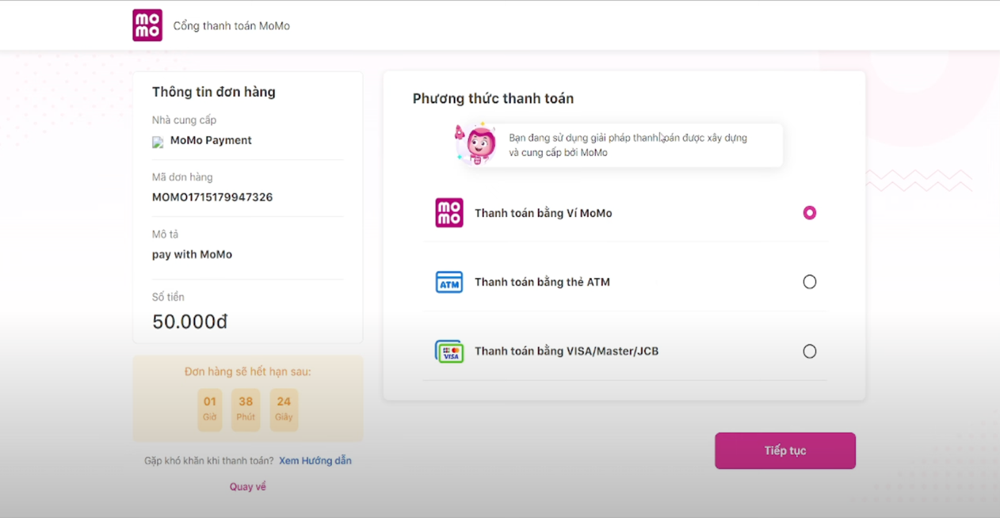 mo
mo
Cổng thanh toán MoMo
Thông tin đơn hàng
Nhà cung cấp
MoMo Payment
Mã đơn hàng
MOMO1715179947326
Mô tả
pay with MoMo
Số tiền
50.000đ
Đơn hàng sẽ hết hạn sau:
01 38 24
Giờ Phút Giây
Gặp khó khăn khi thanh toán? Xem Hướng dẫn
Quay về
Phương thức thanh toán
Bạn đang sử dụng giải pháp thanh toán được xây dựng
và cung cấp bởi MoMo
mo
mo
Thanh toán bằng Ví MoMo
ATM
Thanh toán bằng thẻ ATM
VISA
Thanh toán bằng VISA/Master/JCB
Tiếp tục